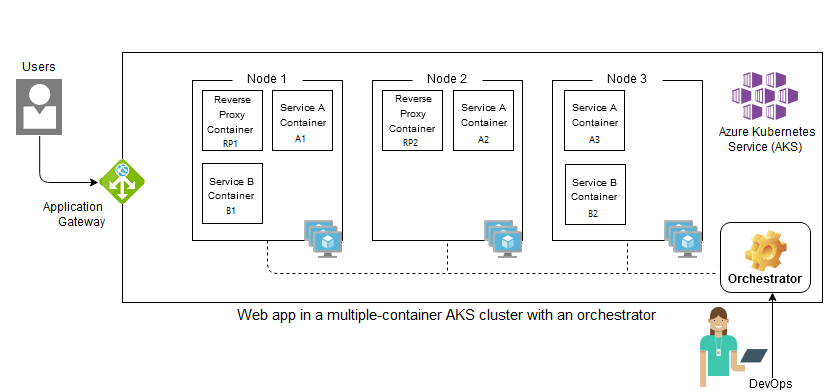 Users
Application
Gateway
Node 1
Reverse
Proxy
Container
RP1
Service A
Container
A1
Service B
Container
B1
Node 2
Reverse
Proxy
Container
RP2
Service A
Container
A2
Node 3
Service A
Container
A3
Service B
Container
B2
Azure Kubernetes
Service (AKS)
Orchestrator
Web app in a multiple-container AKS cluster with an orchestrator
DevOps